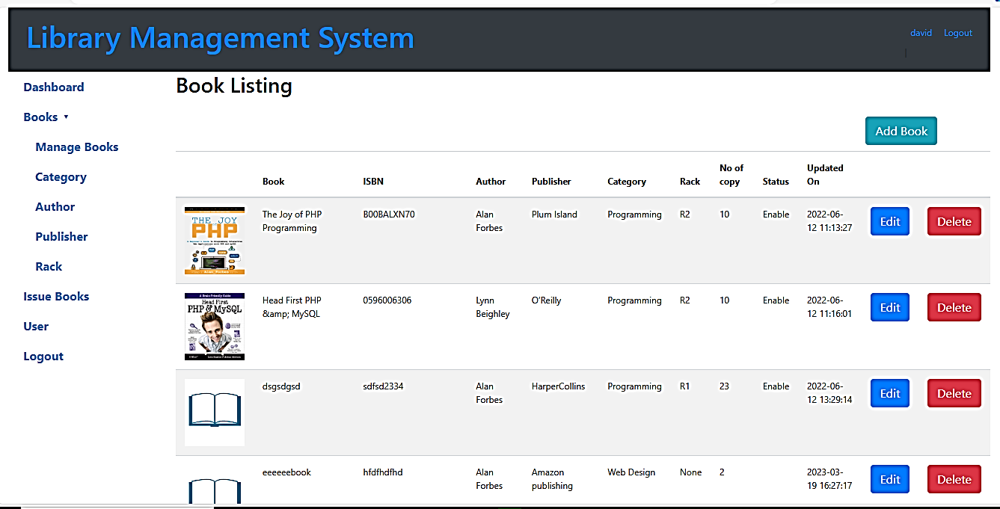 Library Management System
david Logout
Dashboard
Books ▾
Manage Books
Category
Author
Publisher
Rack
Issue Books
User
Logout
Book Listing
Add Book
Book ISBN Author Publisher Category Rack No of copy Status Updated On
THE JOY
PHP
The Joy of PHP
Programming
B00BALXN70
Alan
Forbes
Plum Island
Programming
R2
10
Enable
2022-06-
12 11:13:27
Edit
Delete
Head First
PHP & MySQL
Head First PHP
&amp; MySQL
0596006306
Lynn
Beighley
O'Reilly
Programming
R2
10
Enable
2022-06-
12 11:16:01
Edit
Delete
dsgsdgsd
sdfsd2334
Alan
Forbes
HarperCollins
Programming
R1
23
Enable
2022-06-
12 13:29:14
Edit
Delete
eeeeeebook
hfdfhdfhd
Alan
Forbes
Amazon
publishing
Web Design
None
2
2023-03-
19 16:27:17
Edit
Delete